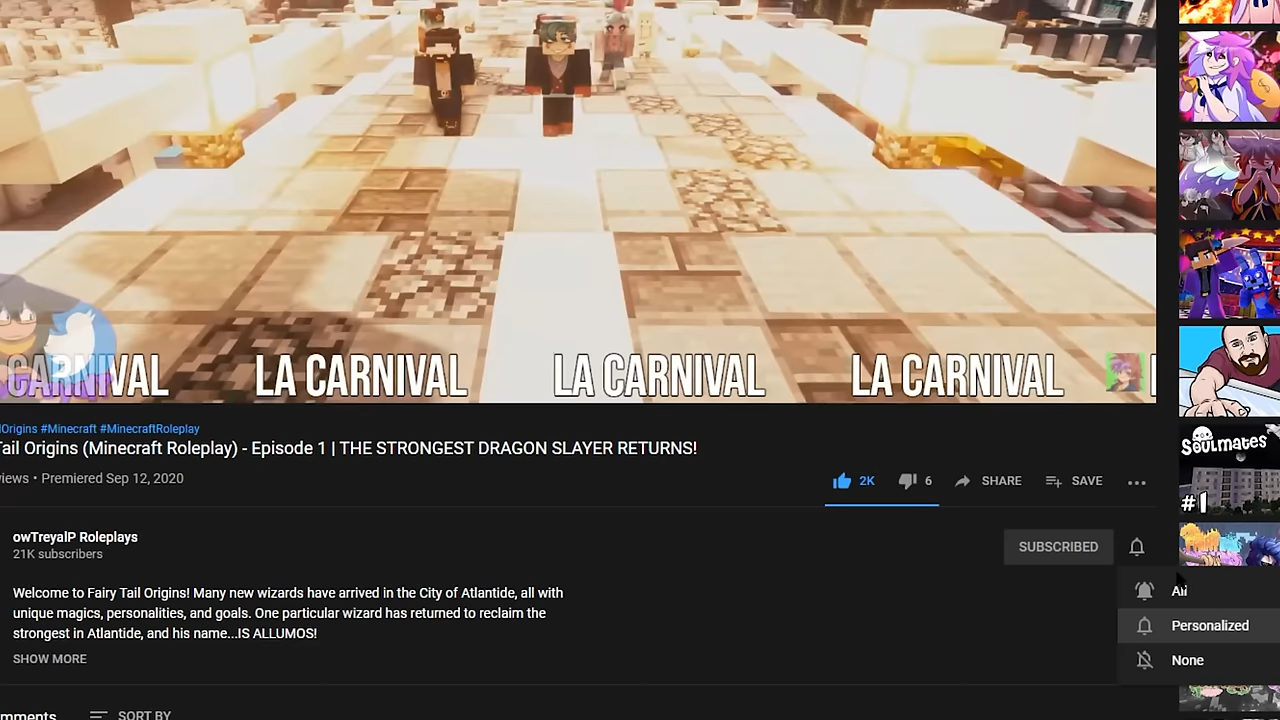 CARNIVAL LA CARNIVAL LA CARNIVAL LA CARNIVAL
Origins #Minecraft #MinecraftRoleplay
Tail Origins (Minecraft Roleplay) - Episode 1 | THE STRONGEST DRAGON SLAYER RETURNS!
views • Premiered Sep 12, 2020
2K 6 SHARE SAVE
owTreyalP Roleplays
21K subscribers
SUBSCRIBED
Welcome to Fairy Tail Origins! Many new wizards have arrived in the City of Atlantide, all with
unique magics, personalities, and goals. One particular wizard has returned to reclaim the
strongest in Atlantide, and his name...IS ALLUMOS!
SHOW MORE
All
Personalized
None
mments SORT BY
SOULMATES
#1